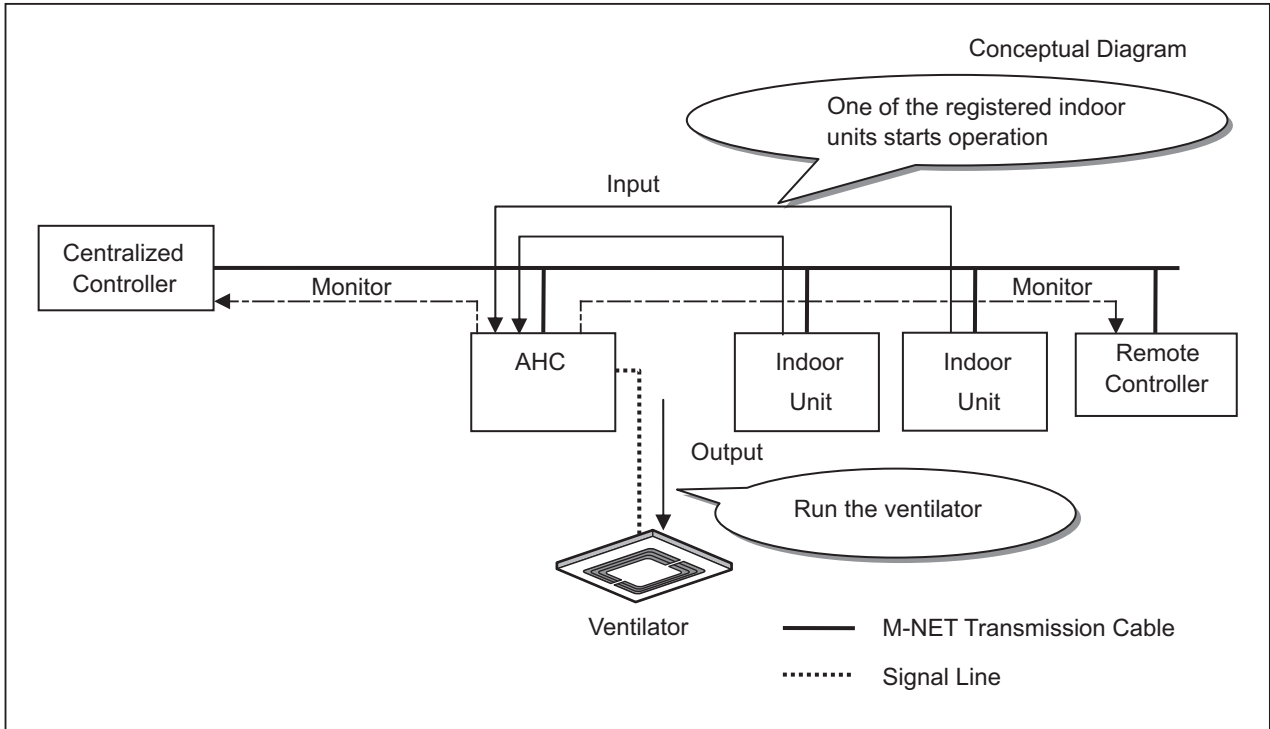 Conceptual Diagram
One of the registered indoor
units starts operation
Input
Centralized
Controller
Monitor
Monitor
AHC
Indoor
Unit
Indoor
Unit
Remote
Controller
Output
Run the ventilator
Ventilator
M-NET Transmission Cable
Signal Line